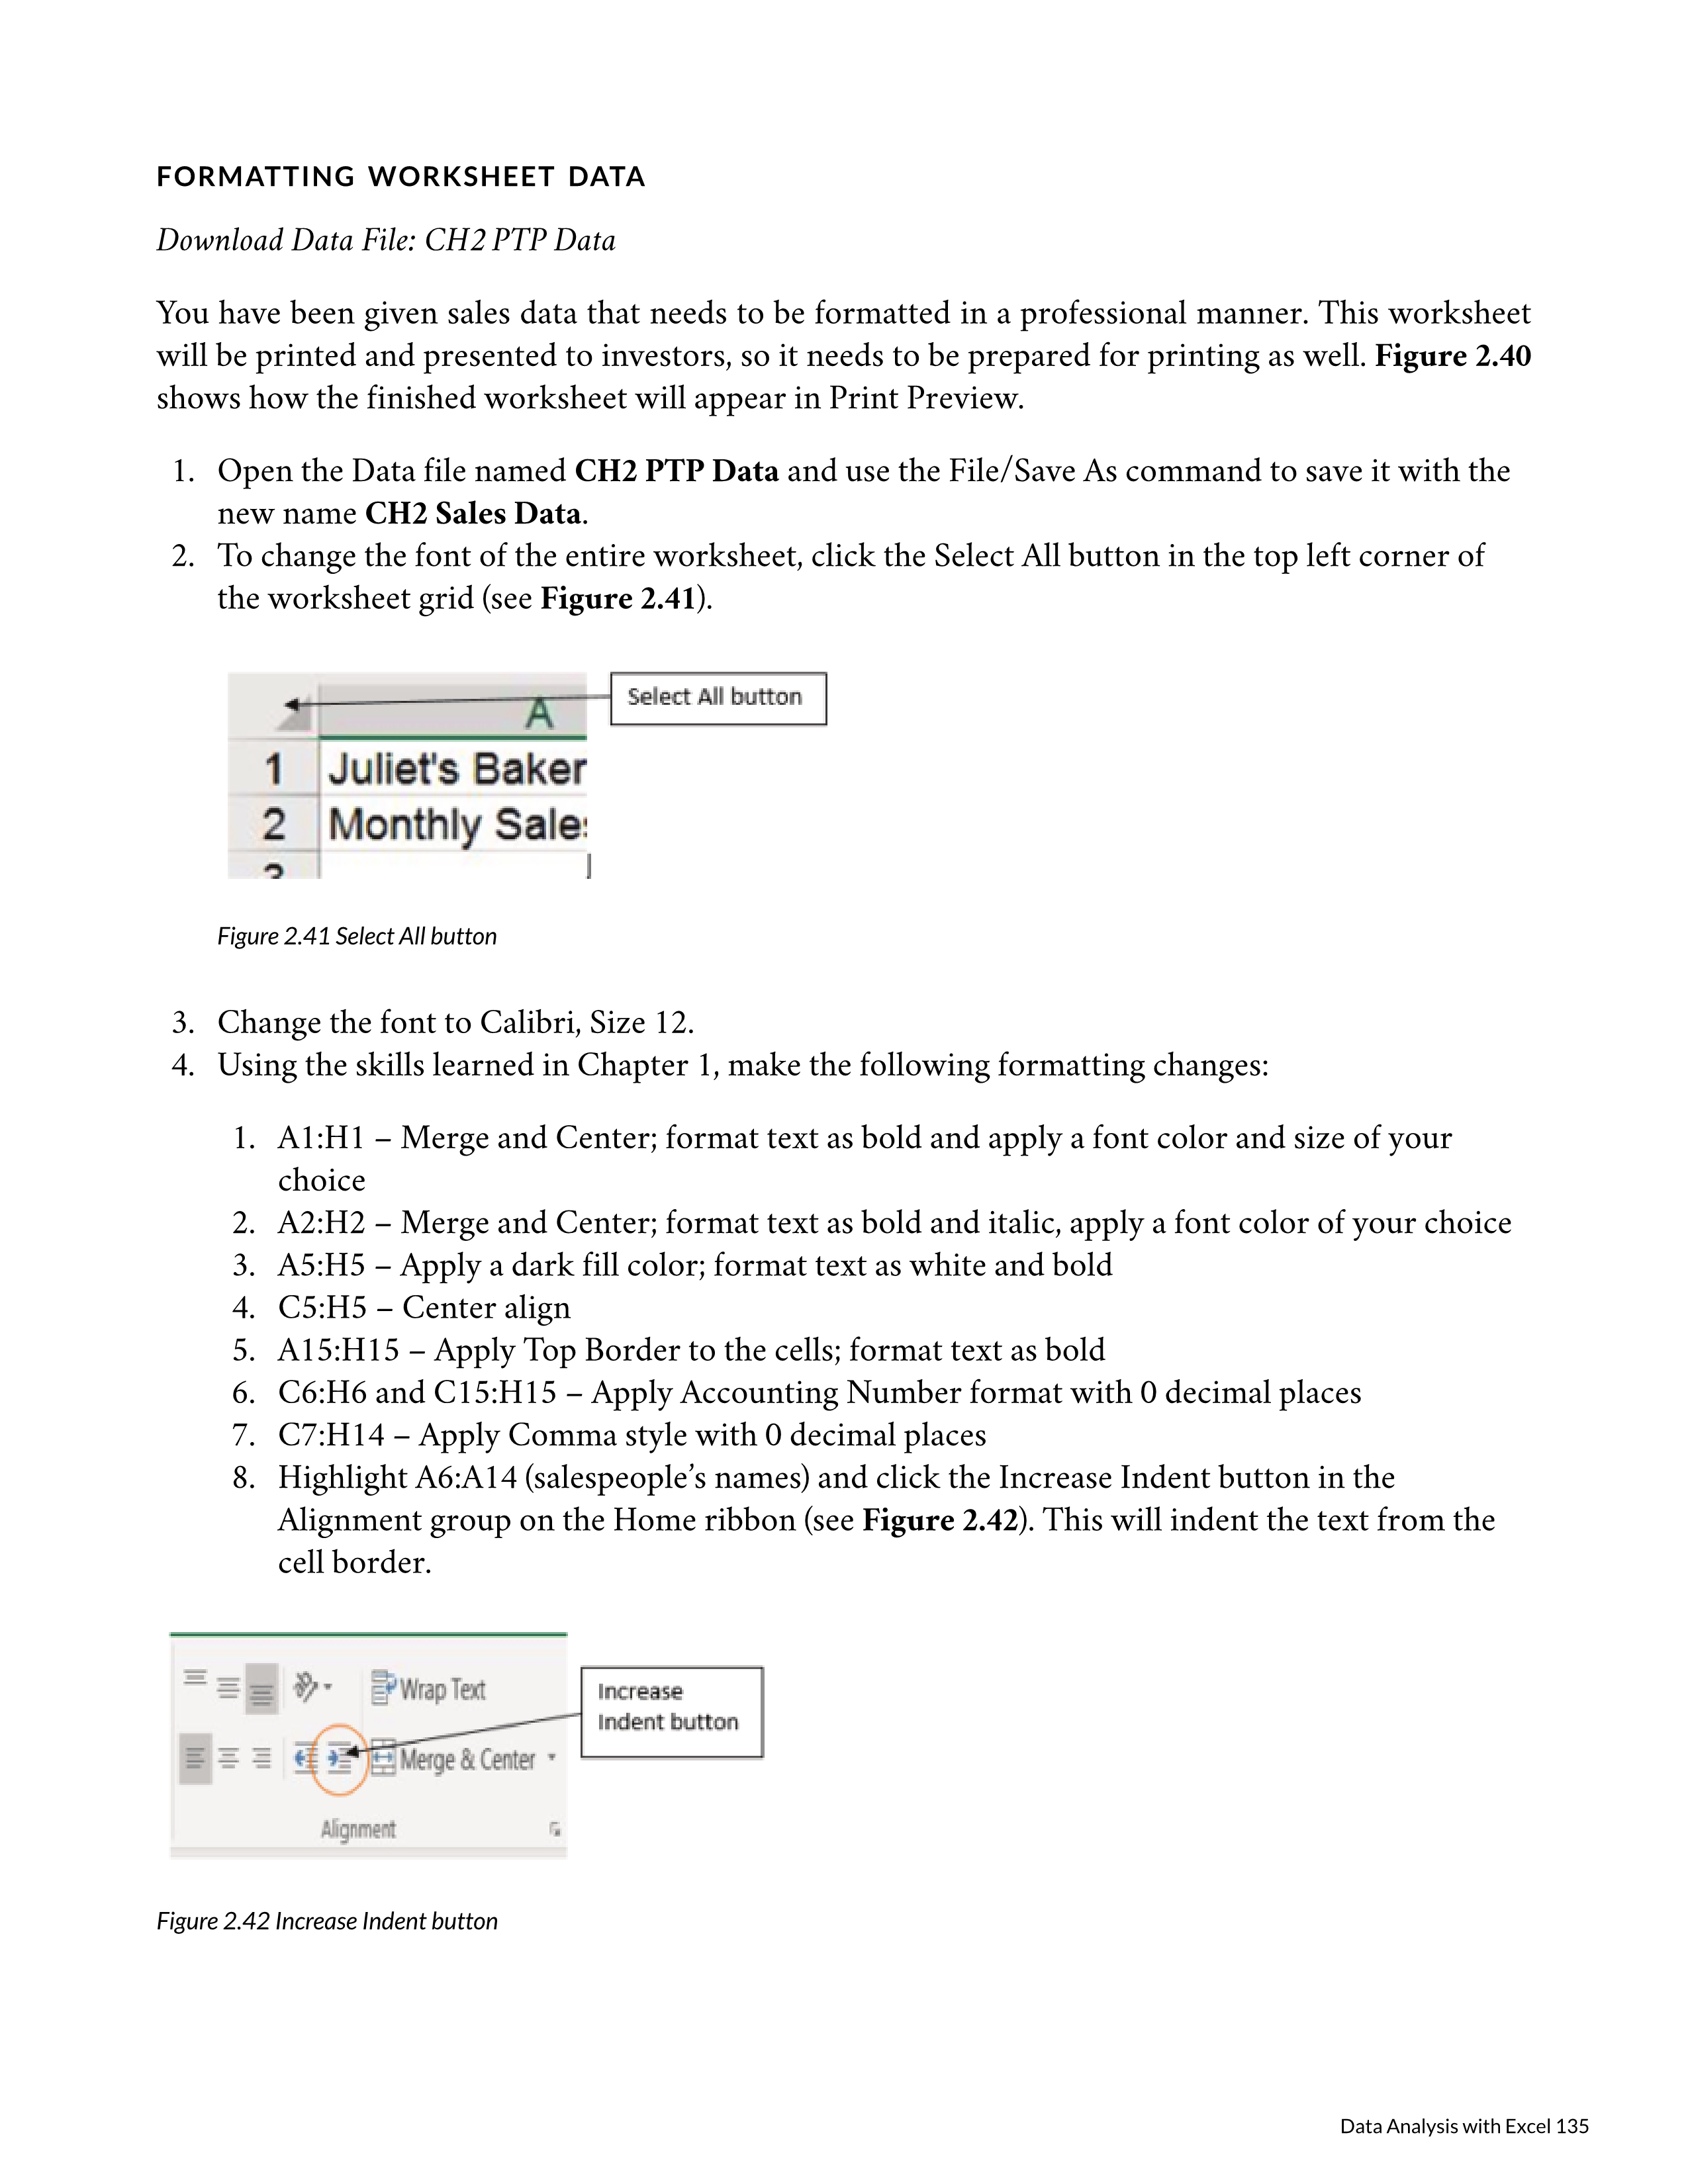 FORMATTING WORKSHEET DATA
Download Data File: CH2 PTP Data
You have been given sales data that needs to be formatted in a professional manner. This worksheet
will be printed and presented to investors, so it needs to be prepared for printing as well. Figure 2.40
shows how the finished worksheet will appear in Print Preview.
1. Open the Data file named CH2 PTP Data and use the File/Save As command to save it with the
new name CH2 Sales Data.
2. To change the font of the entire worksheet, click the Select All button in the top left corner of
the worksheet grid (see Figure 2.41).
Select All button
A
1 Juliet's Baker
2 Monthly Sales
3
Figure 2.41 Select All button
3. Change the font to Calibri, Size 12.
4. Using the skills learned in Chapter 1, make the following formatting changes:
1. A1:H1 – Merge and Center; format text as bold and apply a font color and size of your
choice
2. A2:H2 – Merge and Center; format text as bold and italic, apply a font color of your choice
3. A5:H5 – Apply a dark fill color; format text as white and bold
4. C5:H5 – Center align
5. A15:H15 – Apply Top Border to the cells; format text as bold
6. C6:H6 and C15:H15 – Apply Accounting Number format with 0 decimal places
7. C7:H14 – Apply Comma style with 0 decimal places
8. Highlight A6:A14 (salespeople’s names) and click the Increase Indent button in the
Alignment group on the Home ribbon (see Figure 2.42). This will indent the text from the
cell border.
Wrap Text
Increase
Indent button
Merge & Center
Alignment
Figure 2.42 Increase Indent button
Data Analysis with Excel 135